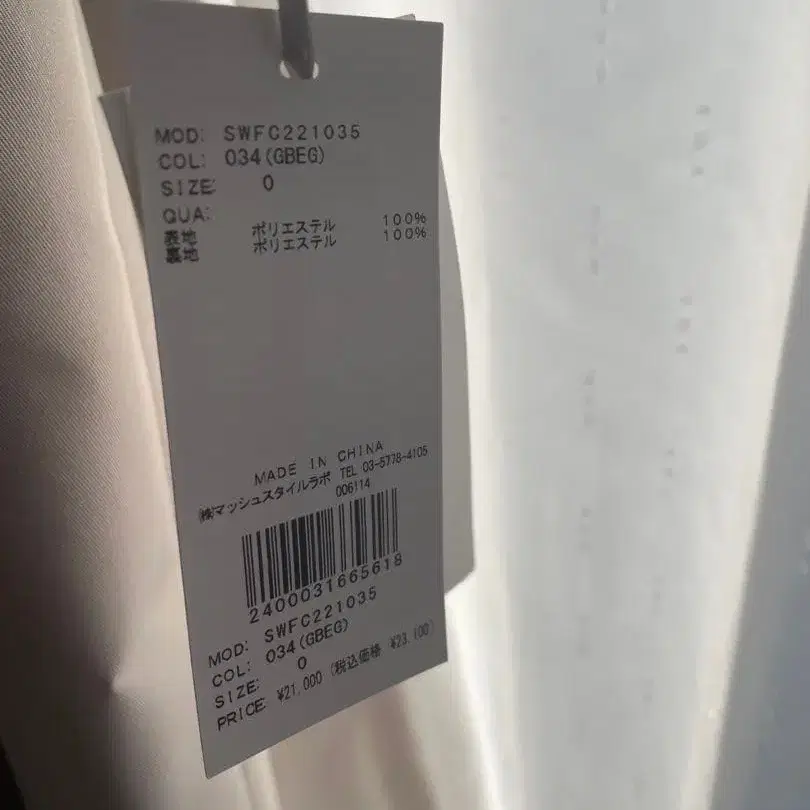 MOD: SWFC221035
COL: 034(GBEG)
SIZE: 0
QUA:
表地 ポリエステル 100%
裏地 ポリエステル 100%
MADE IN CHINA
㈱マッシュスタイルラボ TEL 03-5778-4105
006114
2400031665618
MOD: SWFC221035
COL: 034(GBEG)
SIZE: 0
PRICE: ¥21,000 (税込価格 ¥23,100)